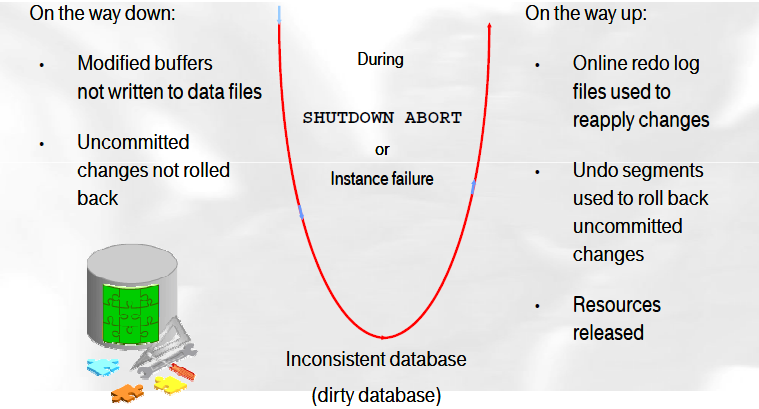 On the way down:
• Modified buffers
not written to data files
• Uncommitted
changes not rolled
back
During
SHUTDOWN ABORT
or
Instance failure
On the way up:
• Online redo log
files used to
reapply changes
• Undo segments
used to roll back
uncommitted
changes
• Resources
released
Inconsistent database
(dirty database)